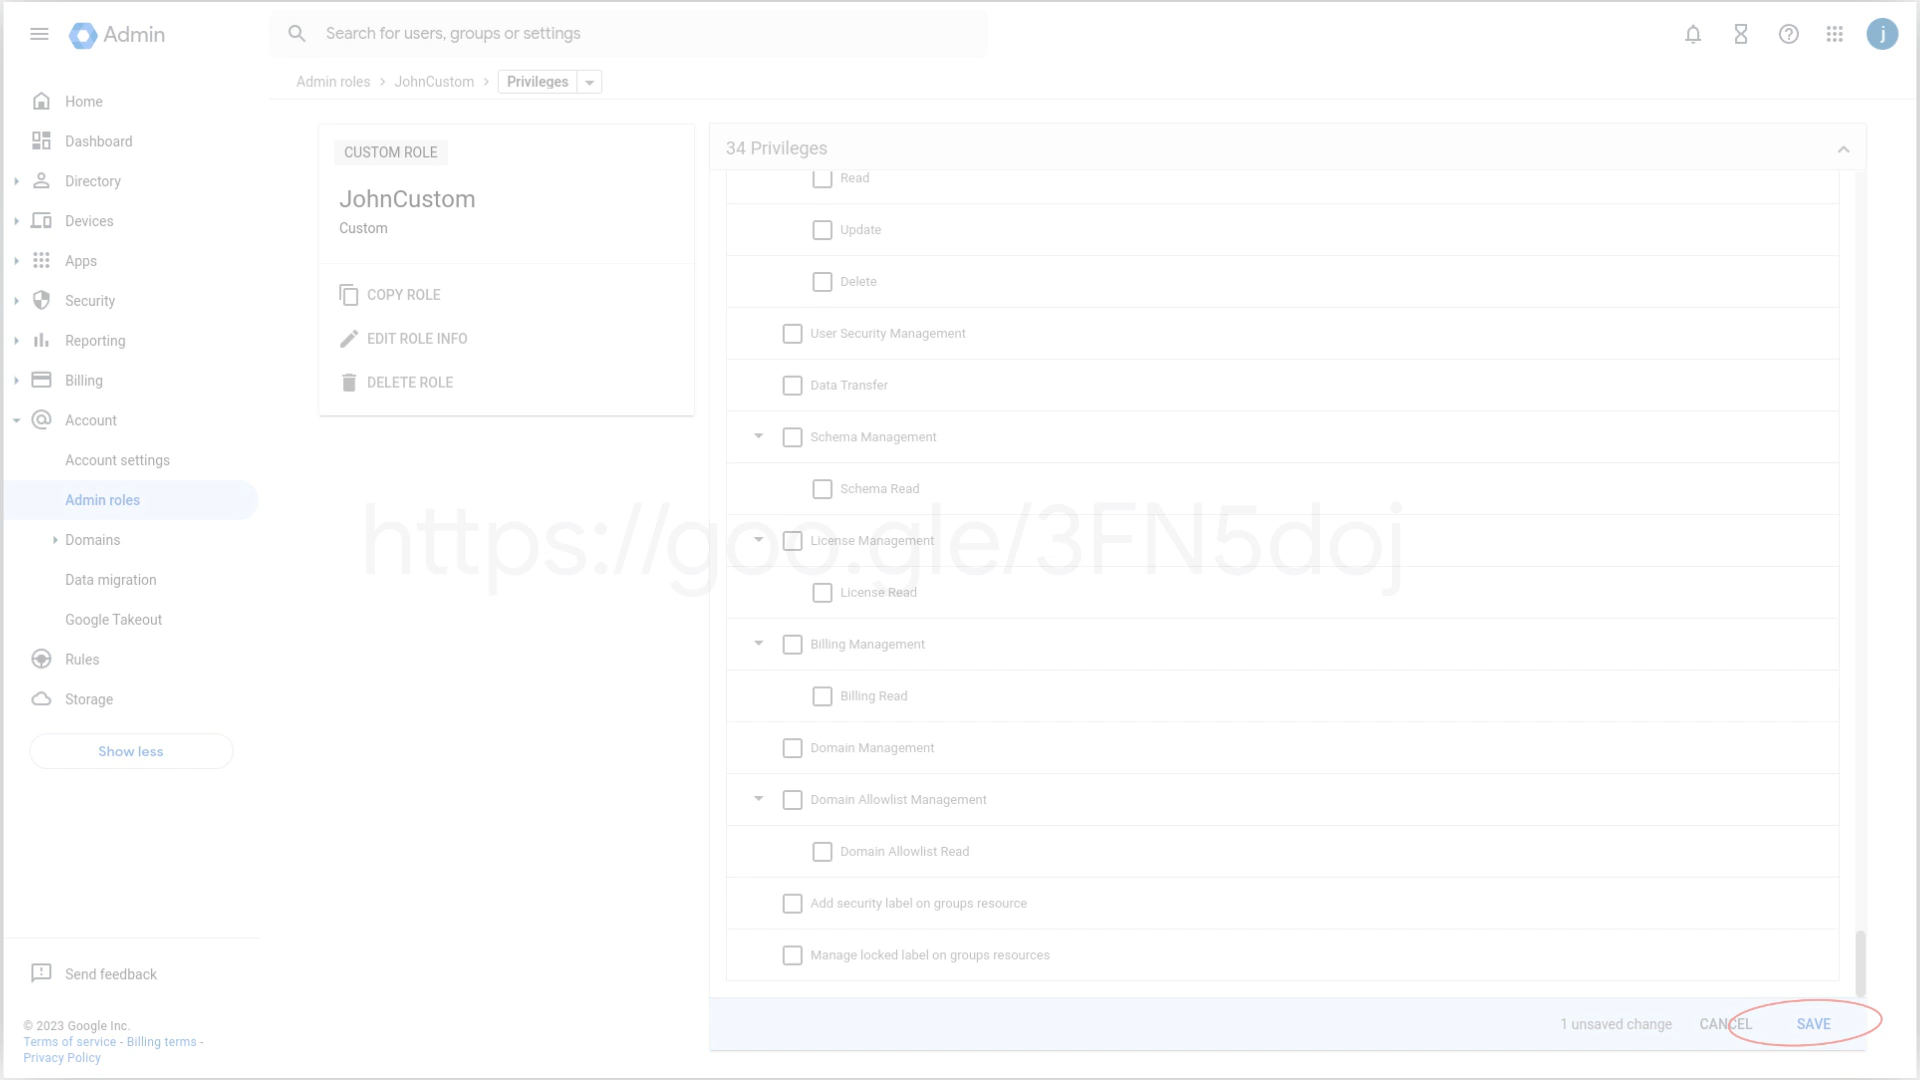 Admin
Search for users, groups or settings
j
Admin roles > JohnCustom > Privileges
Home
Dashboard
Directory
Devices
Apps
Security
Reporting
Billing
Account
Account settings
Admin roles
Domains
Data migration
Google Takeout
Rules
Storage
Show less
Send feedback
© 2023 Google Inc.
Terms of service - Billing terms -
Privacy Policy
CUSTOM ROLE
JohnCustom
Custom
COPY ROLE
EDIT ROLE INFO
DELETE ROLE
34 Privileges
Read
Update
Delete
User Security Management
Data Transfer
Schema Management
Schema Read
https://goo.gle/3FN5doj
License Management
License Read
Billing Management
Billing Read
Domain Management
Domain Allowlist Management
Domain Allowlist Read
Add security label on groups resource
Manage locked label on groups resources
1 unsaved change
CANCEL
SAVE